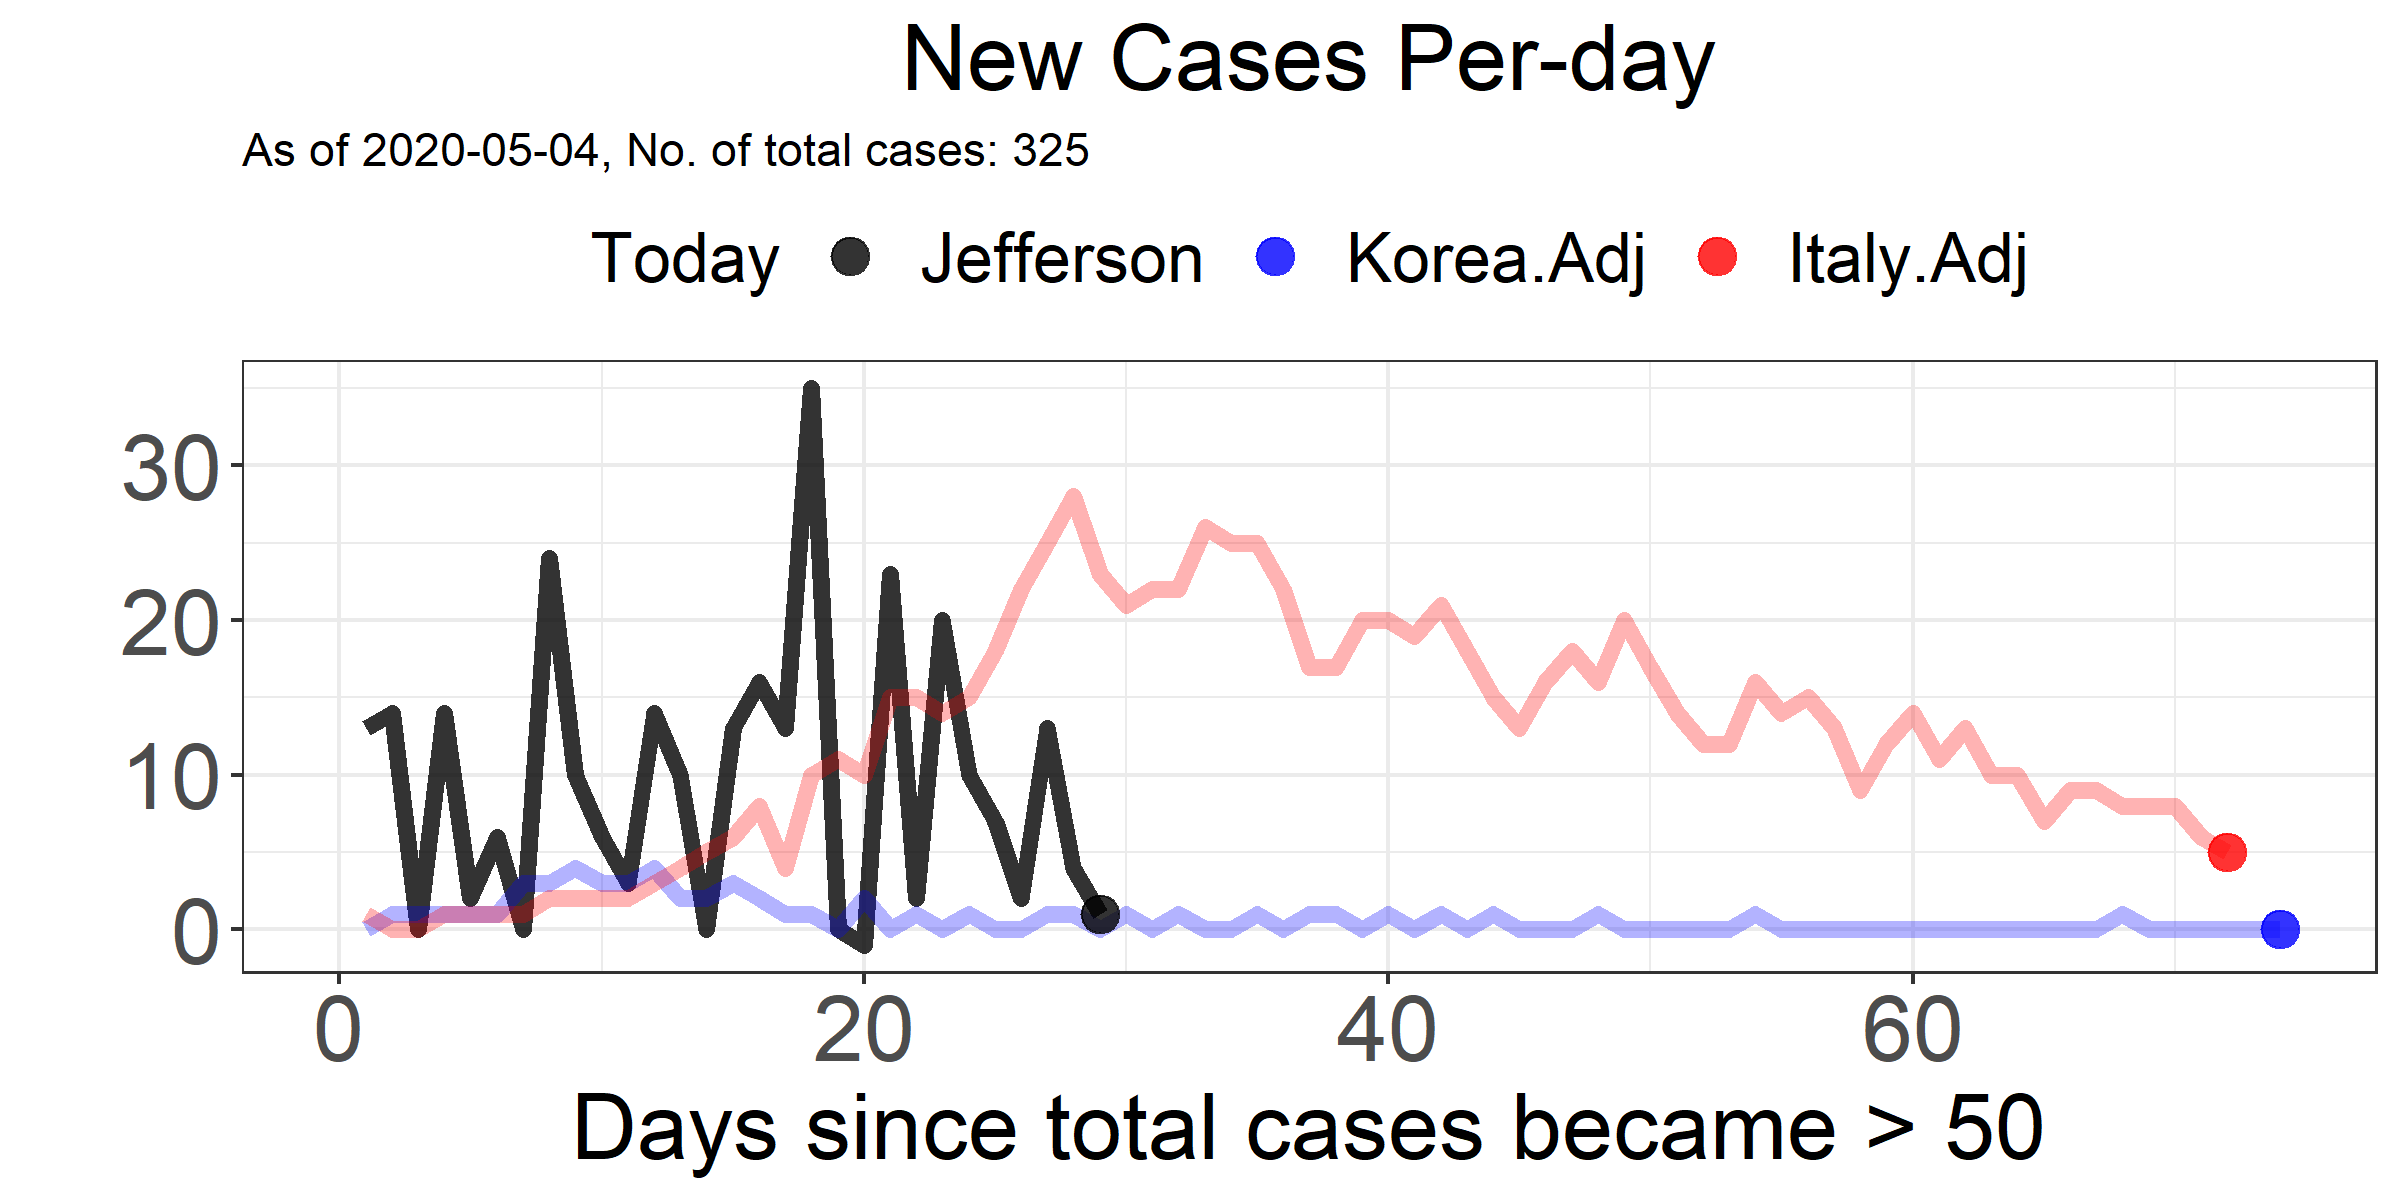 New Cases Per-day
As of 2020-05-04, No. of total cases: 325
Today Jefferson Korea.Adj Italy.Adj
30
20
10
0
0 20 40 60
Days since total cases became > 50